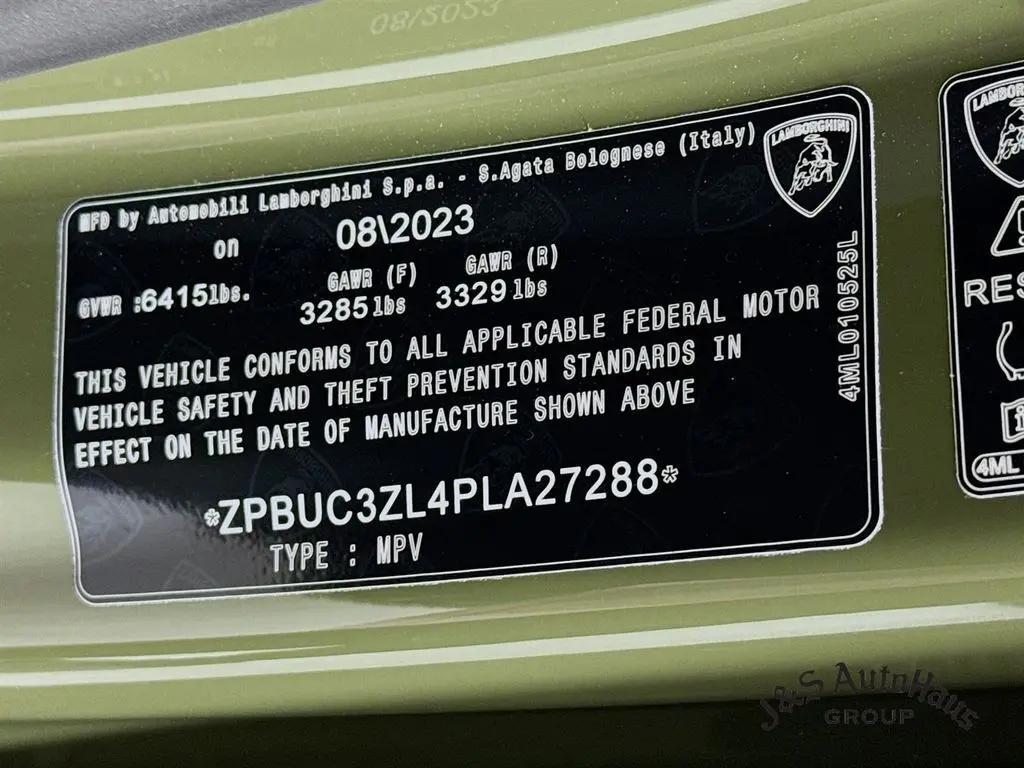 08/2023
MFD by Automobili Lamborghini S.p.a. - S.Agata Bolognese (Italy)
on 08\2023
GVWR :6415lbs. GAWR (F) 3285lbs GAWR (R) 3329lbs
THIS VEHICLE CONFORMS TO ALL APPLICABLE FEDERAL MOTOR
VEHICLE SAFETY AND THEFT PREVENTION STANDARDS IN
EFFECT ON THE DATE OF MANUFACTURE SHOWN ABOVE
*ZPBUC3ZL4PLA27288*
TYPE : MPV
LAMBORGHINI
4ML010525L
4ML
J&S AutoHaus
GROUP